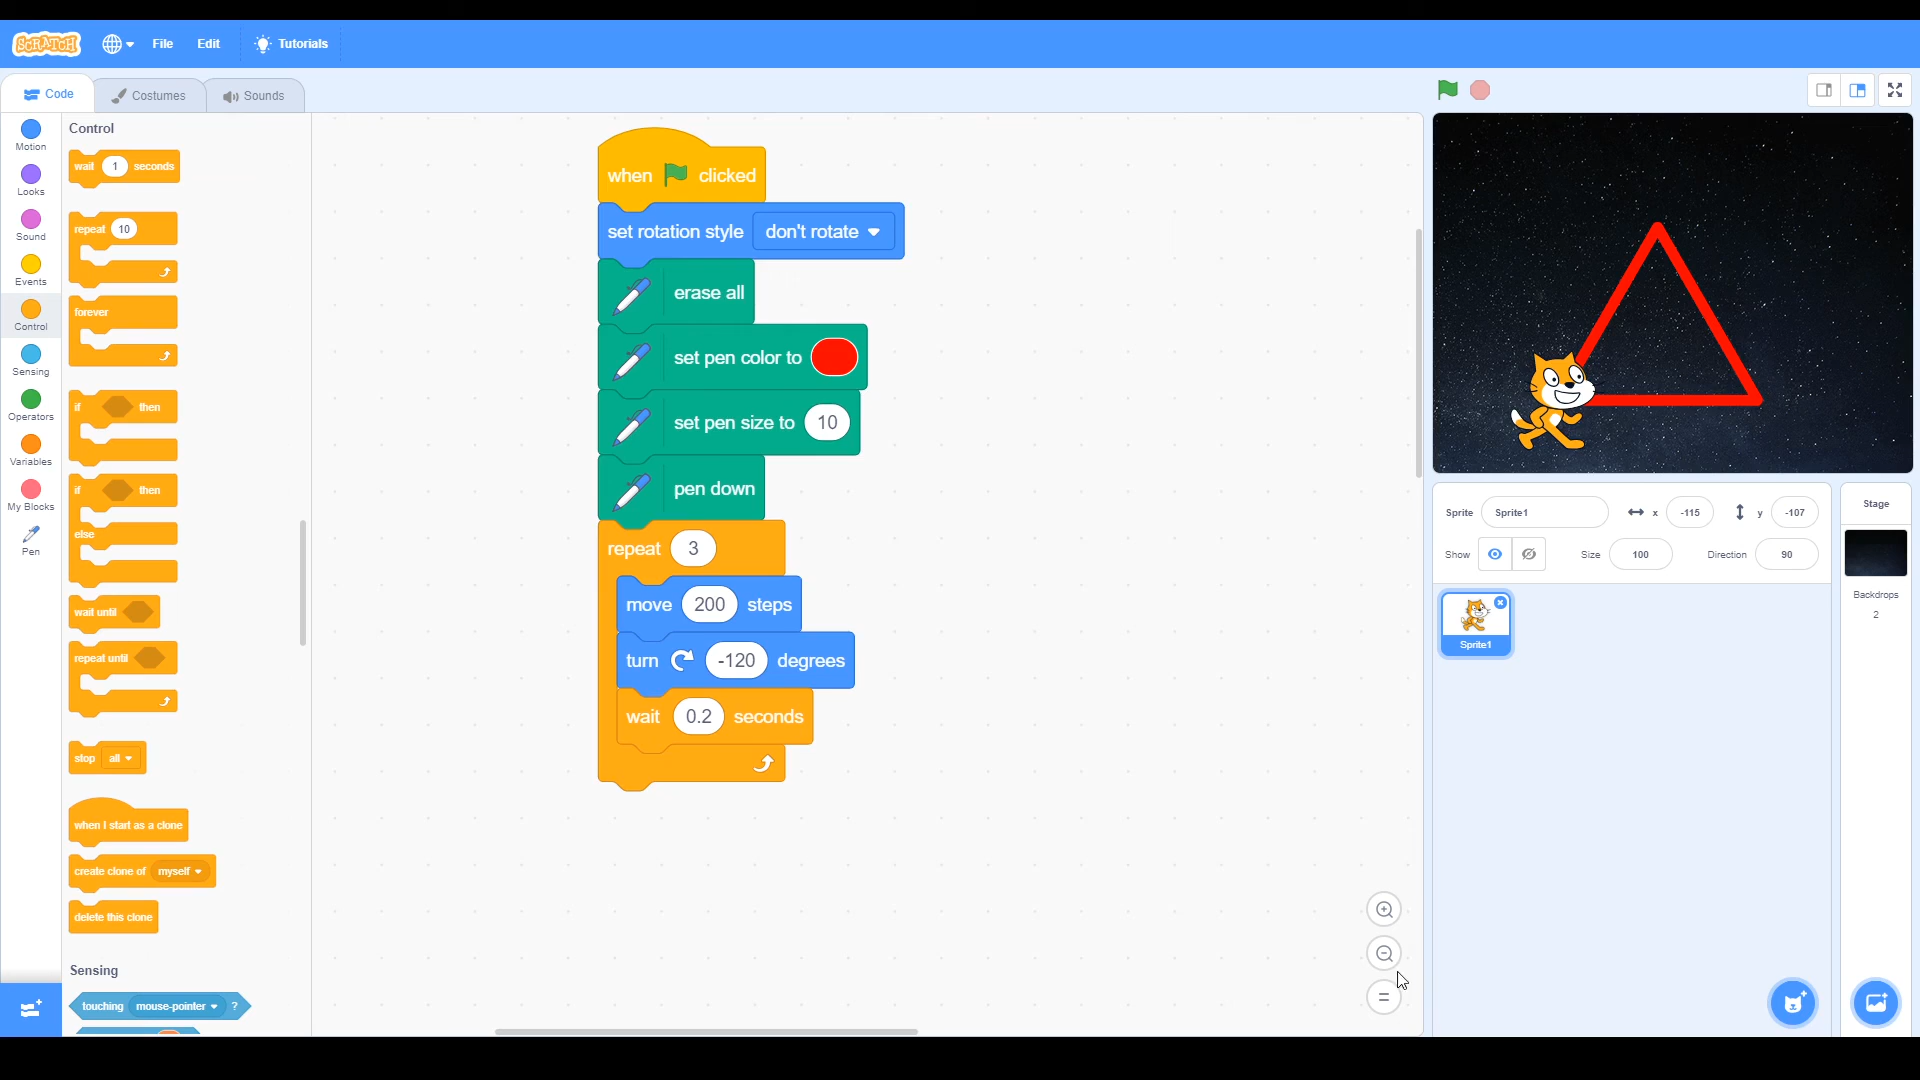 SCRATCH File Edit Tutorials
Code Costumes Sounds
Motion
Looks
Sound
Events
Control
Sensing
Operators
Variables
My Blocks
Pen
Control
wait 1 seconds
repeat 10
forever
if then
if then
else
wait until
repeat until
stop all
when I start as a clone
create clone of myself
delete this clone
Sensing
touching mouse-pointer ?
when clicked
set rotation style don't rotate
erase all
set pen color to
set pen size to 10
pen down
repeat 3
move 200 steps
turn -120 degrees
wait 0.2 seconds
Sprite Sprite1 x -115 y -107
Show Size 100 Direction 90
Sprite1
Stage
Backdrops
2